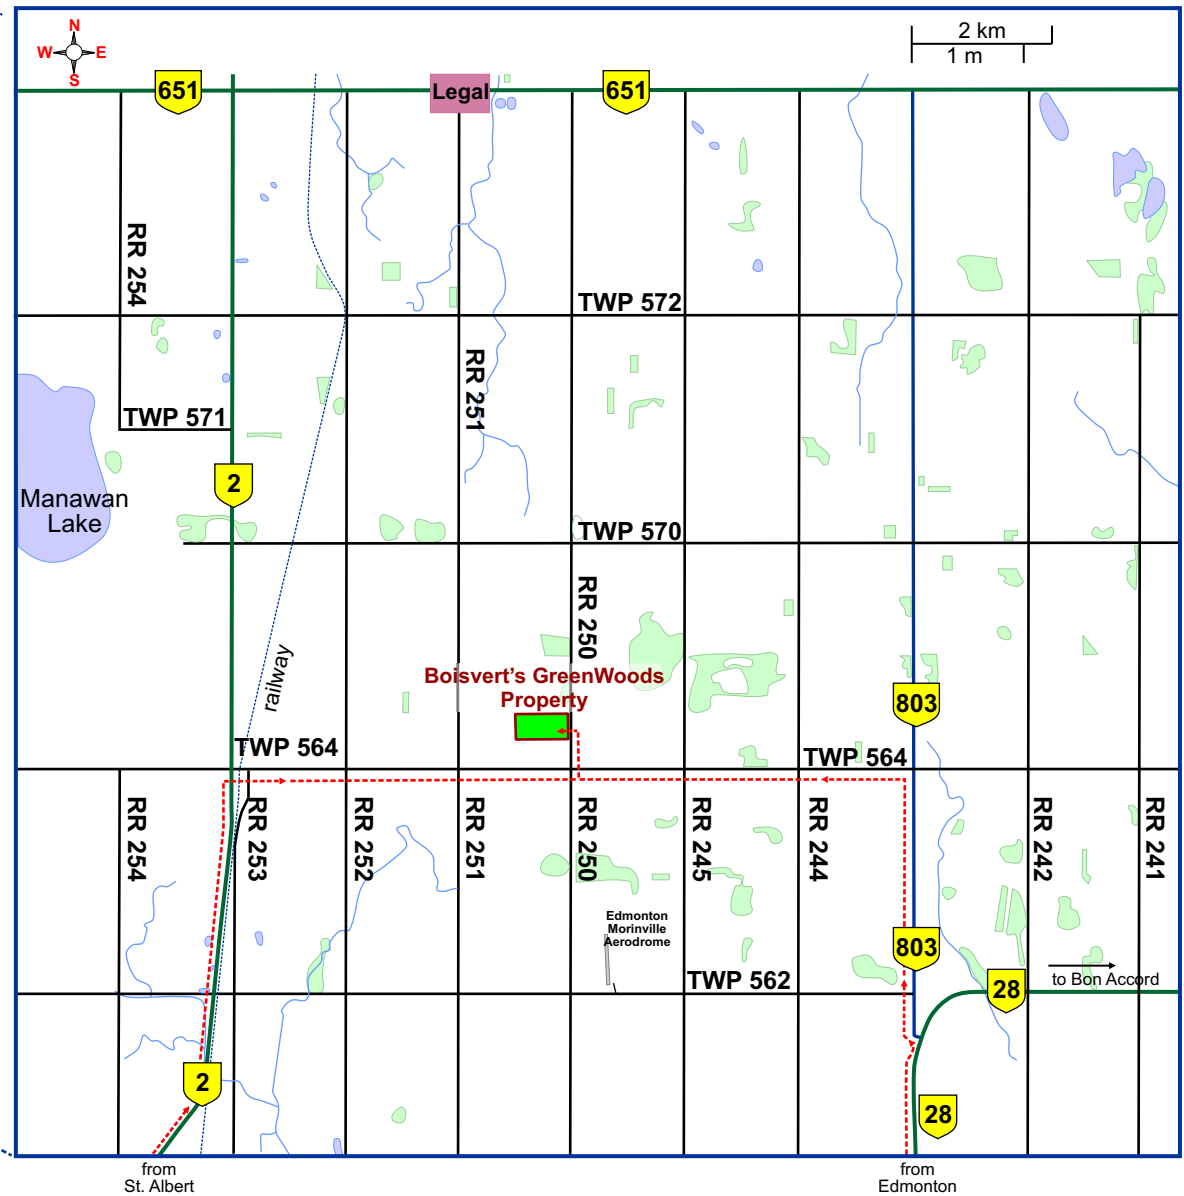 N
W E
S
2 km
1 m
651
Legal
651
RR 254
TWP 572
RR 251
TWP 571
2
Manawan
Lake
TWP 570
RR 250
railway
Boisvert's GreenWoods
Property
803
TWP 564
TWP 564
RR 254
RR 253
RR 252
RR 251
RR 250
RR 245
RR 244
RR 242
RR 241
Edmonton
Morinville
Aerodrome
803
TWP 562
28
to Bon Accord
2
28
from
St. Albert
from
Edmonton